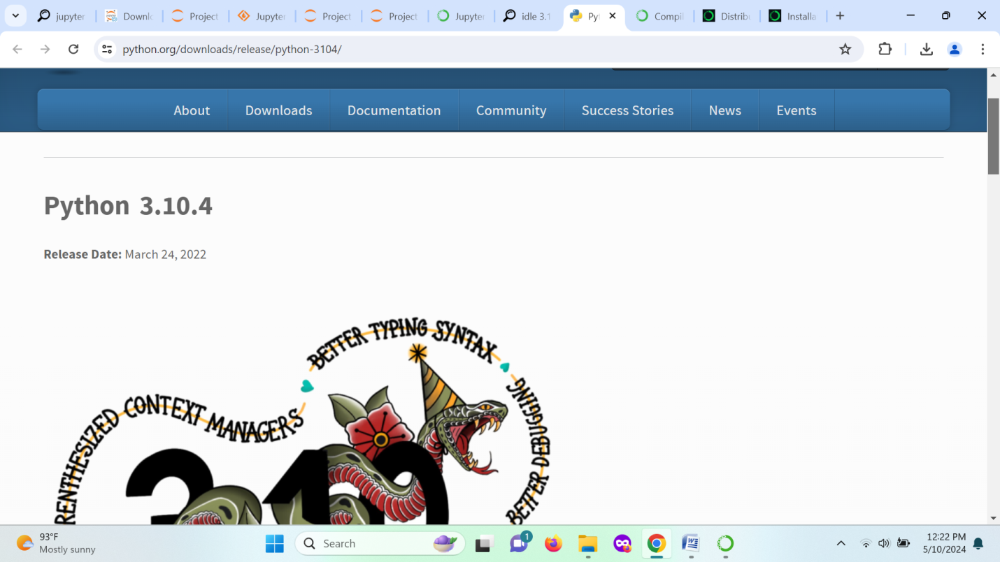 jupyter
Downlo
Project
Jupyter
Project
Project
Jupyter
idle 3.1
Pyt
Compil
Distribu
Installa
python.org/downloads/release/python-3104/
About
Downloads
Documentation
Community
Success Stories
News
Events
Python 3.10.4
Release Date: March 24, 2022
BETTER TYPING SYNTAX
RENTHESIZED CONTEXT MANAGERS
BETTER DEBUGGING
3.10
93°F
Mostly sunny
Search
1
12:22 PM
5/10/2024